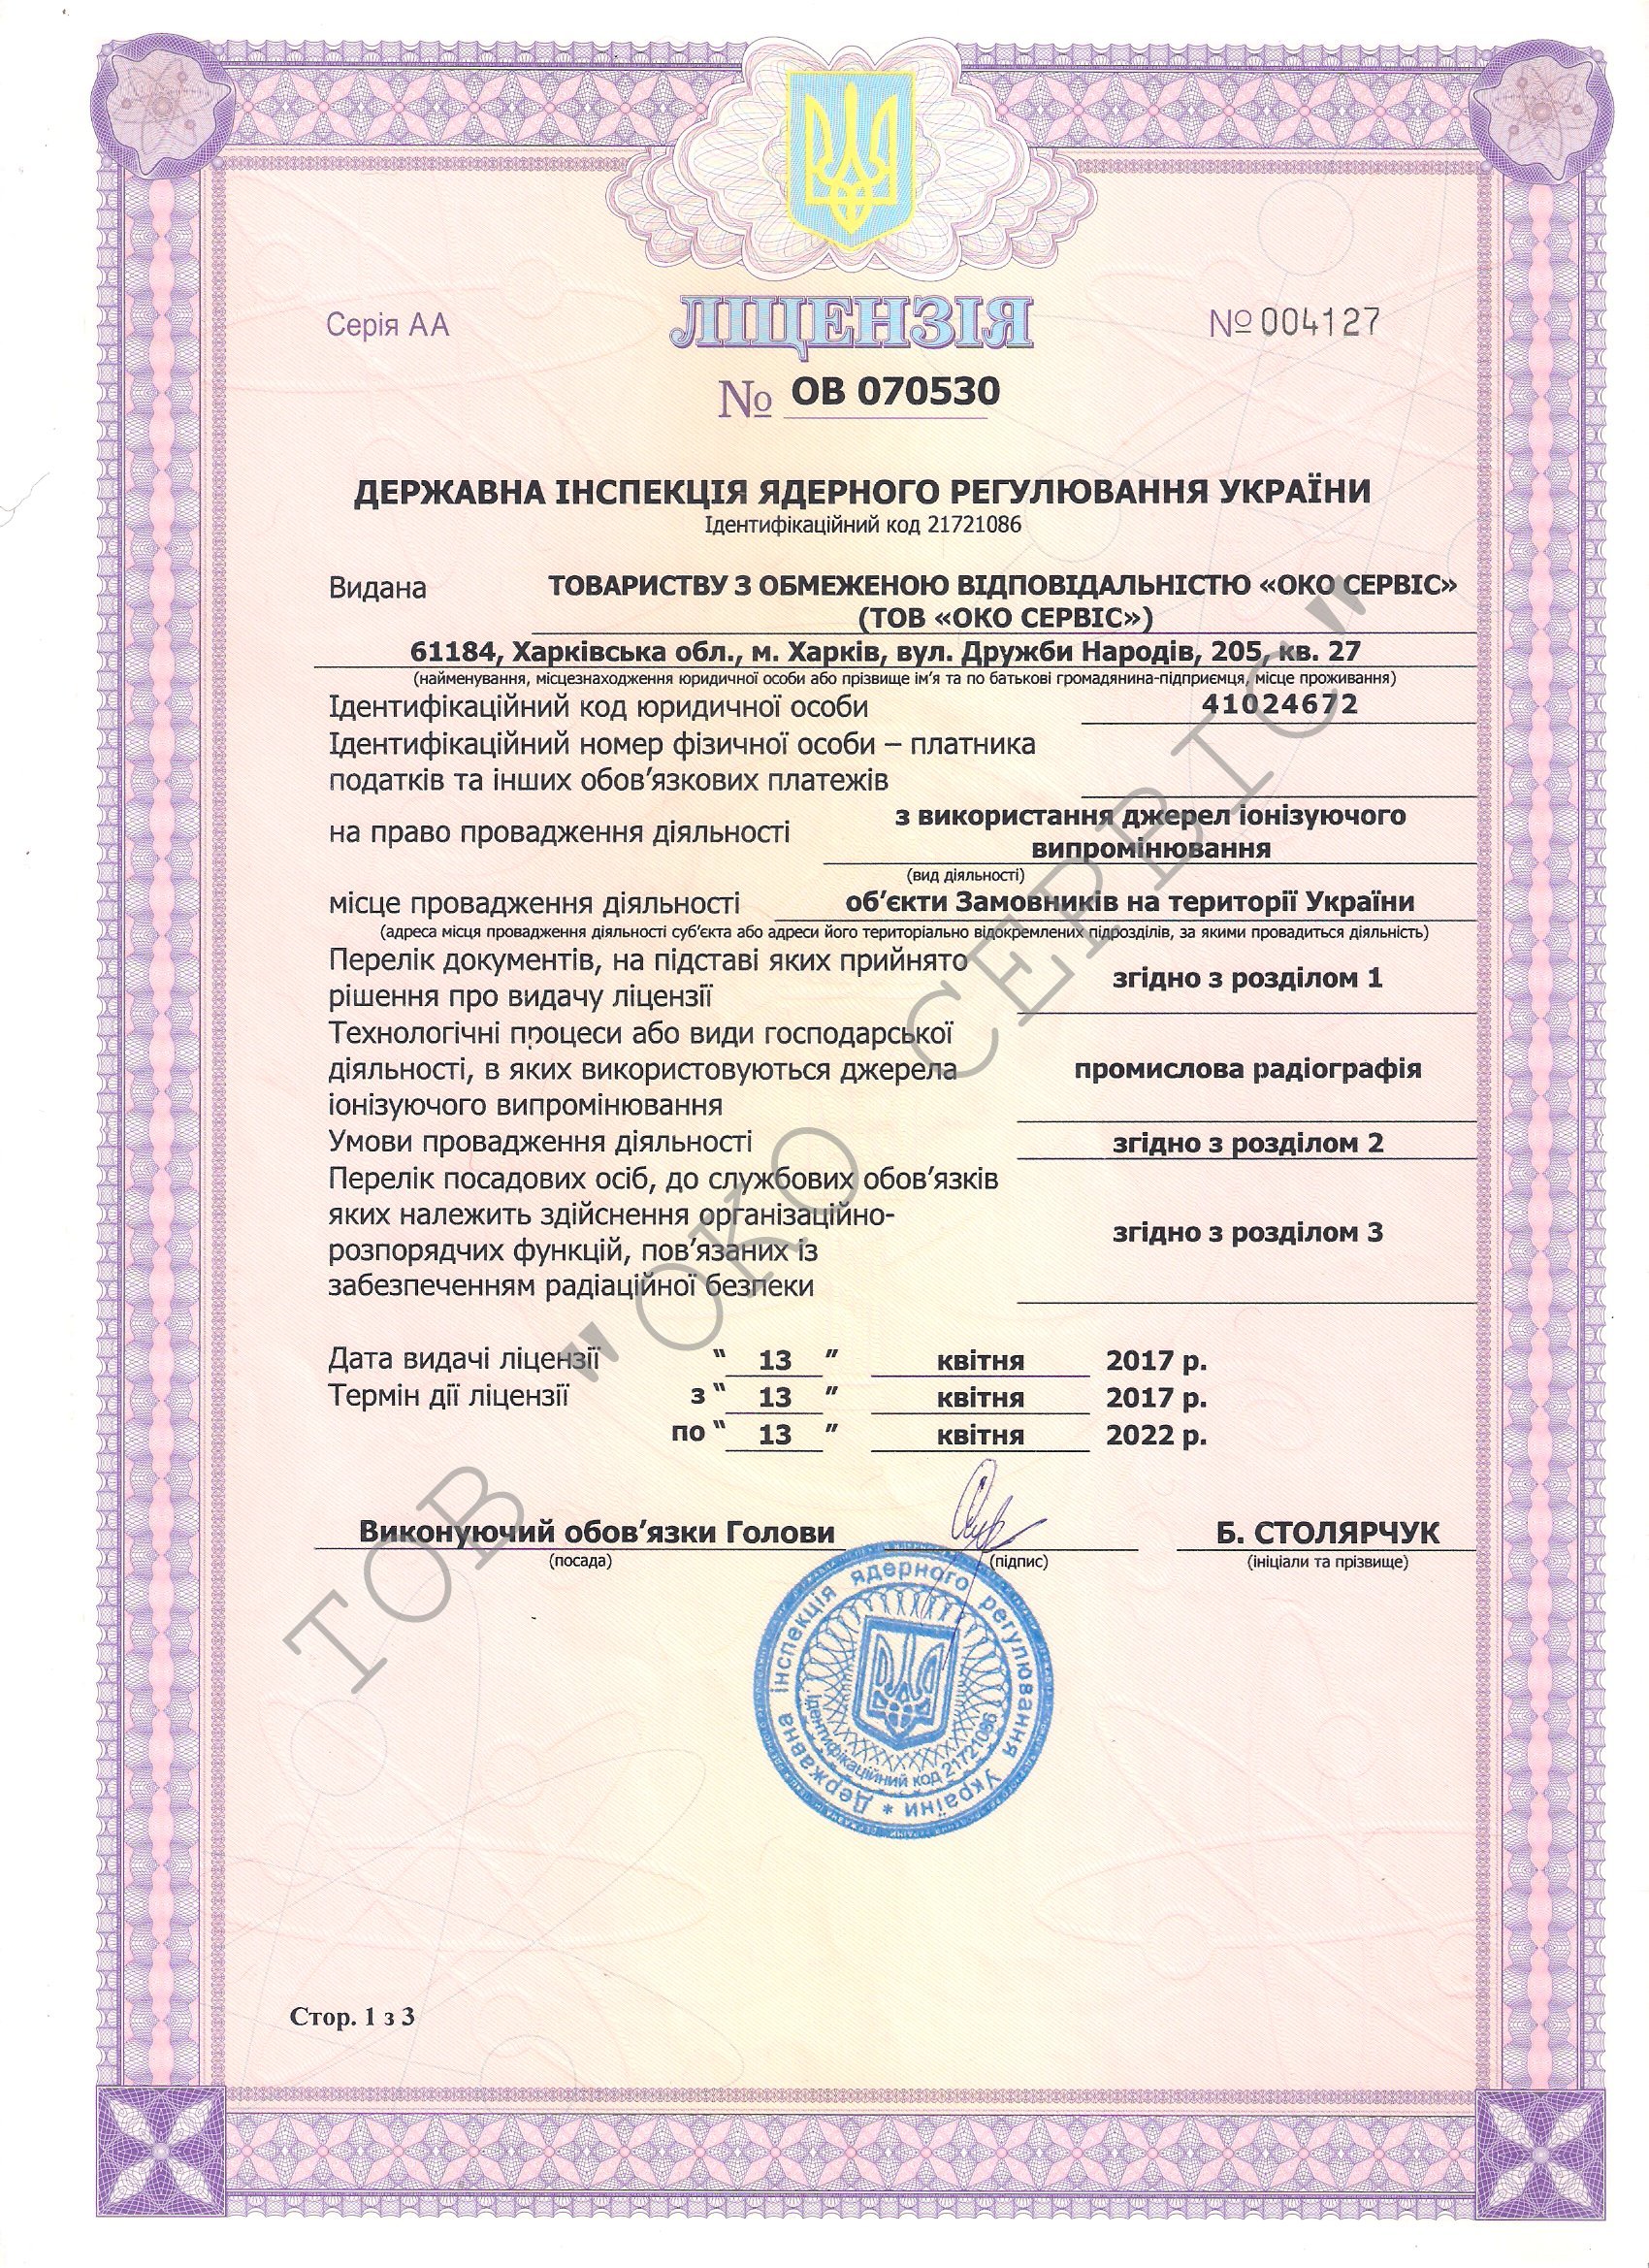 Серія АА
ЛІЦЕНЗІЯ
№ 004127
№ ОВ 070530
ДЕРЖАВНА ІНСПЕКЦІЯ ЯДЕРНОГО РЕГУЛЮВАННЯ УКРАЇНИ
Ідентифікаційний код 21721086
Видана ТОВАРИСТВУ З ОБМЕЖЕНОЮ ВІДПОВІДАЛЬНІСТЮ «ОКО СЕРВІС»
(ТОВ «ОКО СЕРВІС»)
61184, Харківська обл., м. Харків, вул. Дружби Народів, 205, кв. 27
(найменування, місцезнаходження юридичної особи або прізвище ім'я та по батькові громадянина-підприємця, місце проживання)
Ідентифікаційний код юридичної особи 41024672
Ідентифікаційний номер фізичної особи – платника
податків та інших обов'язкових платежів
на право провадження діяльності з використання джерел іонізуючого
випромінювання
(вид діяльності)
місце провадження діяльності об'єкти Замовників на території України
(адреса місця провадження діяльності суб'єкта або адреси його територіально відокремлених підрозділів, за якими провадиться діяльність)
Перелік документів, на підставі яких прийнято
рішення про видачу ліцензії згідно з розділом 1
Технологічні процеси або види господарської
діяльності, в яких використовуються джерела промислова радіографія
іонізуючого випромінювання
Умови провадження діяльності згідно з розділом 2
Перелік посадових осіб, до службових обов'язків
яких належить здійснення організаційно-
розпорядчих функцій, пов'язаних із згідно з розділом 3
забезпеченням радіаційної безпеки
Дата видачі ліцензії " 13 " квітня 2017 р.
Термін дії ліцензії з " 13 " квітня 2017 р.
по " 13 " квітня 2022 р.
Виконуючий обов'язки Голови Б. СТОЛЯРЧУК
(посада) (підпис) (ініціали та прізвище)
Державна інспекція ядерного регулювання України *
Ідентифікаційний код 21721086
ТОВ "ОКО СЕРВІС"
Стор. 1 з 3